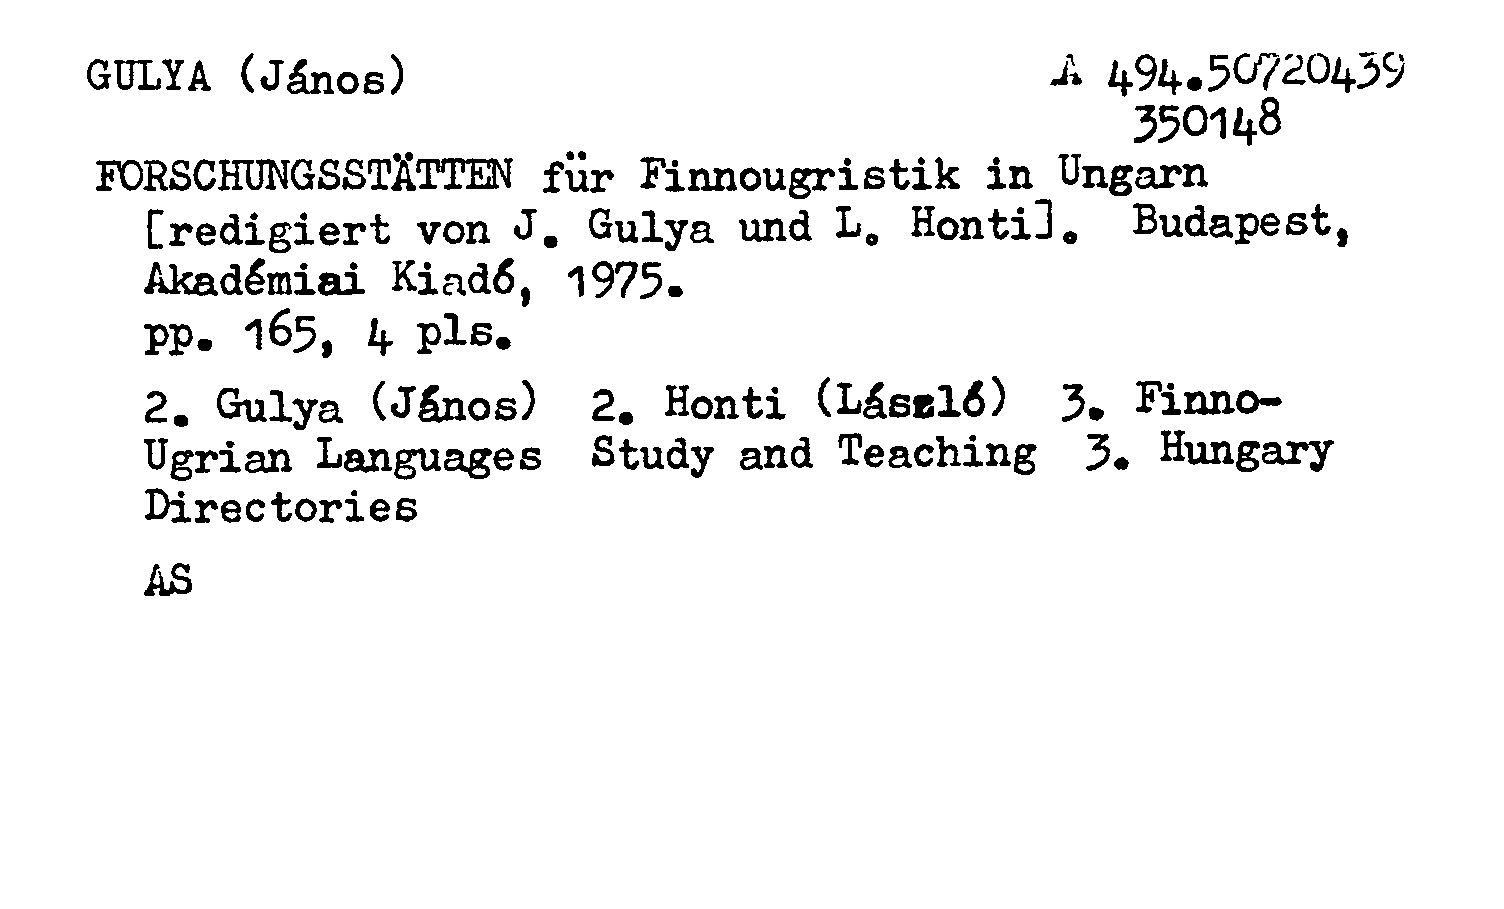 GULYA (János)
A 494.50720439
350148
FORSCHUNGSSTÄTTEN für Finnougristik in Ungarn
[redigiert von J. Gulya und L. Honti]. Budapest,
Akadémiai Kiadó, 1975.
pp. 165, 4 pls.
2. Gulya (János) 2. Honti (László) 3. Finno-
Ugrian Languages Study and Teaching 3. Hungary
Directories
AS